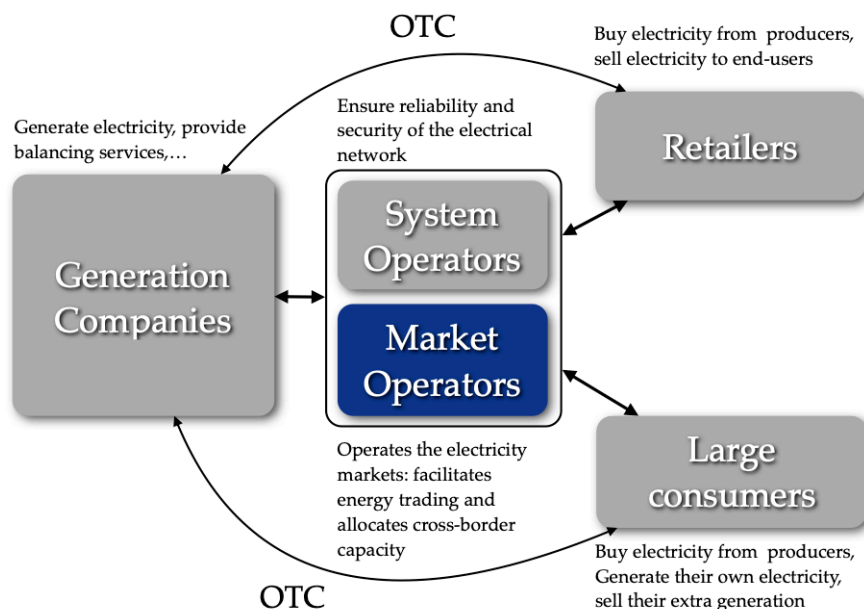 OTC
Buy electricity from producers,
sell electricity to end-users
Ensure reliability and
security of the electrical
network
Generate electricity, provide
balancing services,...
Retailers
System
Operators
Generation
Companies
Market
Operators
Operates the electricity
markets: facilitates
energy trading and
allocates cross-border
capacity
Large
consumers
Buy electricity from producers,
Generate their own electricity,
sell their extra generation
OTC